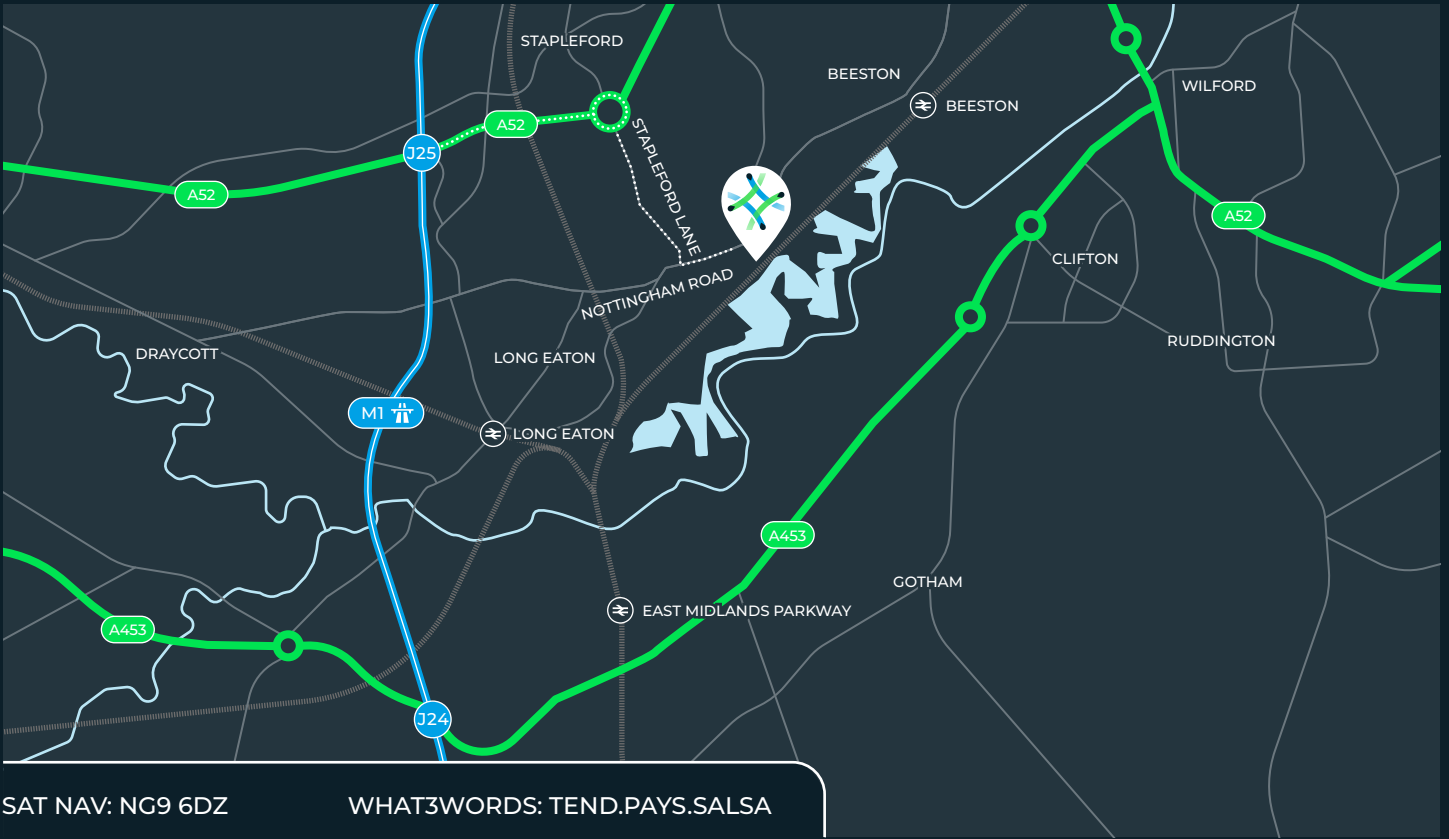 STAPLEFORD
BEESTON
BEESTON
WILFORD
A52
J25
STAPLEFORD LANE
A52
A52
CLIFTON
NOTTINGHAM ROAD
RUDDINGTON
DRAYCOTT
LONG EATON
M1
LONG EATON
A453
GOTHAM
EAST MIDLANDS PARKWAY
A453
J24
SAT NAV: NG9 6DZ
WHAT3WORDS: TEND.PAYS.SALSA